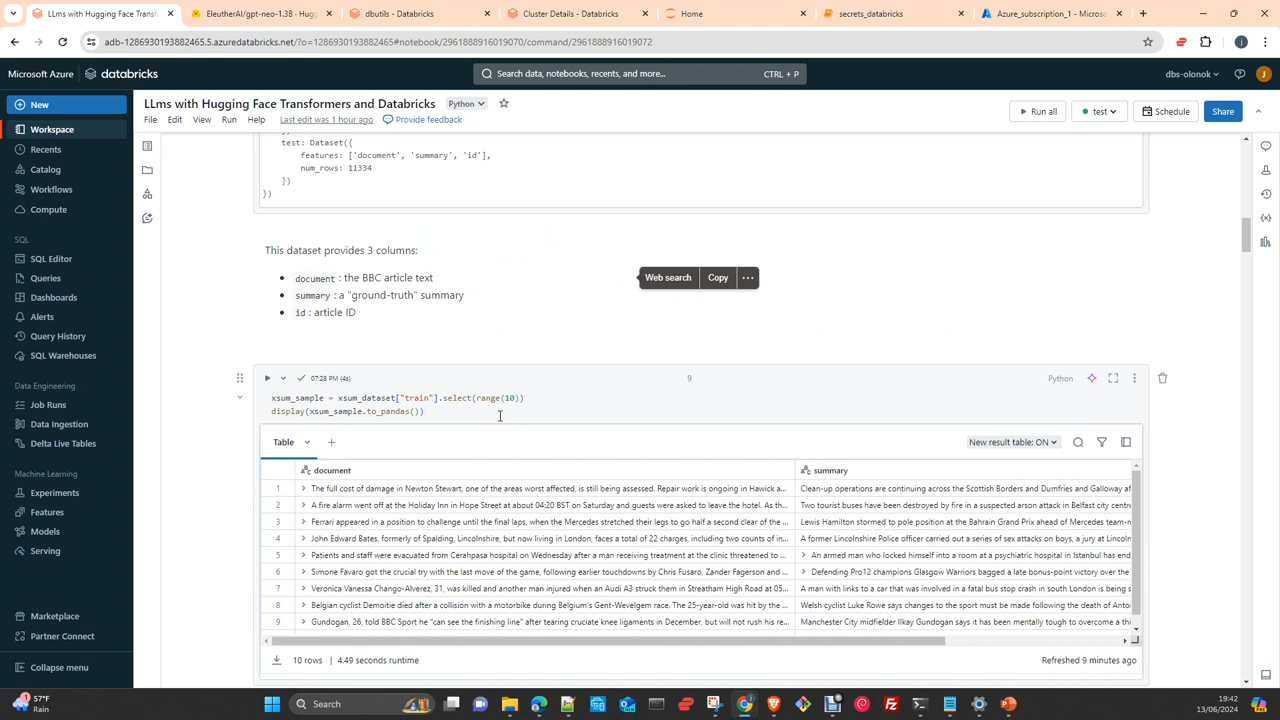 LLms with Hugging Face Transfor
EleutherAI/gpt-neo-1.3B · Hugg
dbutils - Databricks
Cluster Details - Databricks
Home
secrets_databricks
Azure_subscription_1 - Microso
adb-1286930193882465.5.azuredatabricks.net/?o=1286930193882465#notebook/2961888916019070/command/2961888916019072
Microsoft Azure
databricks
Search data, notebooks, recents, and more...
CTRL + P
dbs-olonok
J
New
Workspace
Recents
Catalog
Workflows
Compute
SQL
SQL Editor
Queries
Dashboards
Alerts
Query History
SQL Warehouses
Data Engineering
Job Runs
Data Ingestion
Delta Live Tables
Machine Learning
Experiments
Features
Models
Serving
Marketplace
Partner Connect
Collapse menu
LLms with Hugging Face Transformers and Databricks
Python
File Edit View Run Help Last edit was 1 hour ago Provide feedback
Run all
test
Schedule
Share
})
test: Dataset({
features: ['document', 'summary', 'id'],
num_rows: 11334
})
})
This dataset provides 3 columns:
document : the BBC article text
summary : a "ground-truth" summary
id : article ID
Web search Copy
07:28 PM (4s)
9
Python
xsum_sample = xsum_dataset["train"].select(range(10))
display(xsum_sample.to_pandas())
Table
New result table: ON
document summary
1 The full cost of damage in Newton Stewart, one of the areas worst affected, is still being assessed. Repair work is ongoing in Hawick a... Clean-up operations are continuing across the Scottish Borders and Dumfries and Galloway af
2 A fire alarm went off at the Holiday Inn in Hope Street at about 04:20 BST on Saturday and guests were asked to leave the hotel. As th... Two tourist buses have been destroyed by fire in a suspected arson attack in Belfast city centre
3 Ferrari appeared in a position to challenge until the final laps, when the Mercedes stretched their legs to go half a second clear of the ... Lewis Hamilton stormed to pole position at the Bahrain Grand Prix ahead of Mercedes team-m
4 John Edward Bates, formerly of Spalding, Lincolnshire, but now living in London, faces a total of 22 charges, including two counts of in... A former Lincolnshire Police officer carried out a series of sex attacks on boys, a jury at Lincoln
5 Patients and staff were evacuated from Cerahpasa hospital on Wednesday after a man receiving treatment at the clinic threatened to ... An armed man who locked himself into a room at a psychiatric hospital in Istanbul has end
6 Simone Favaro got the crucial try with the last move of the game, following earlier touchdowns by Chris Fusaro, Zander Fagerson and ... Defending Pro12 champions Glasgow Warriors bagged a late bonus-point victory over the
7 Veronica Vanessa Chango-Alverez, 31, was killed and another man injured when an Audi A3 struck them in Streatham High Road at 05... A man with links to a car that was involved in a fatal bus stop crash in south London is being s
8 Belgian cyclist Demoitie died after a collision with a motorbike during Belgium's Gent-Wevelgem race. The 25-year-old was hit by the ... Welsh cyclist Luke Rowe says changes to the sport must be made following the death of Anto
9 Gundogan, 26, told BBC Sport he "can see the finishing line" after tearing cruciate knee ligaments in December, but will not rush his re... Manchester City midfielder Ilkay Gundogan says it has been mentally tough to overcome a thi
10 rows | 4.49 seconds runtime
Refreshed 9 minutes ago
57°F
Rain
Search
19:42
13/06/2024